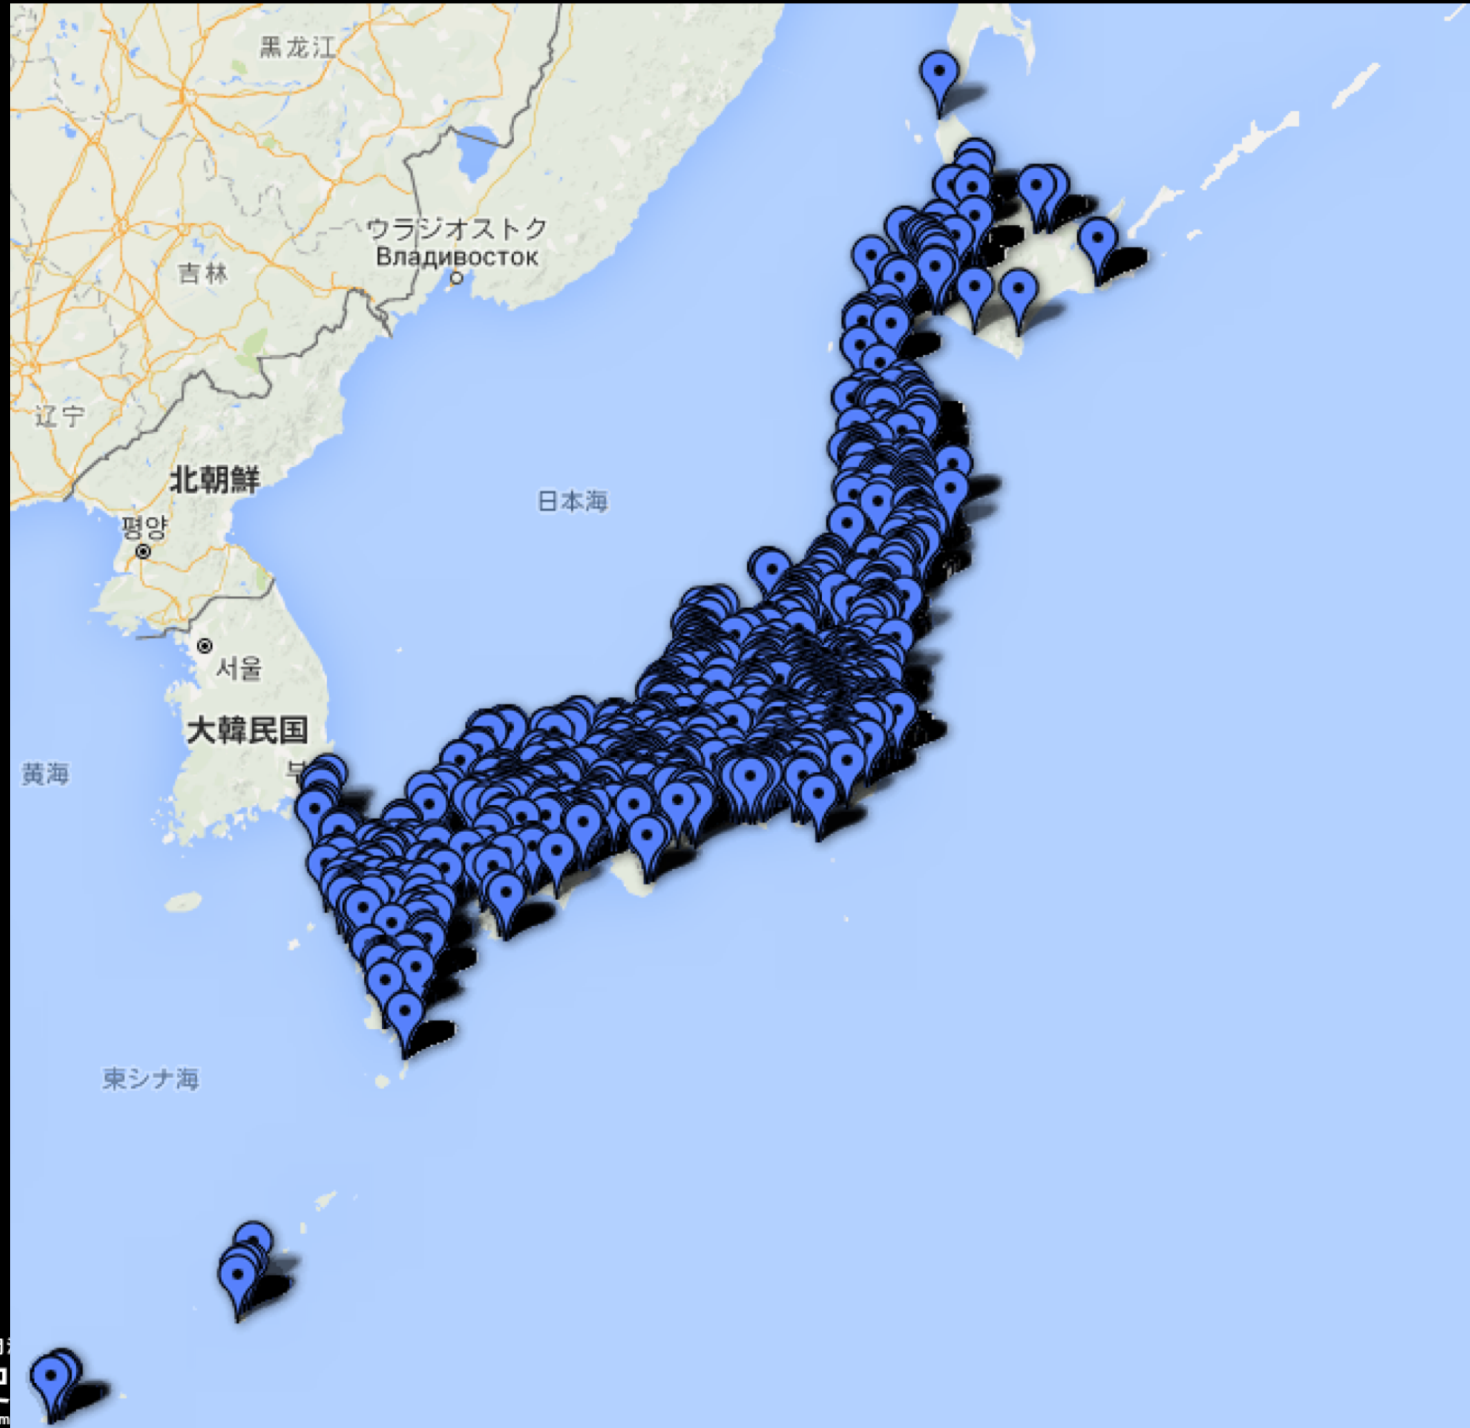 黑龙江
ウラジオストク
Владивосток
吉林
辽宁
北朝鮮
평양
日本海
서울
大韓民国
부
黄海
東シナ海